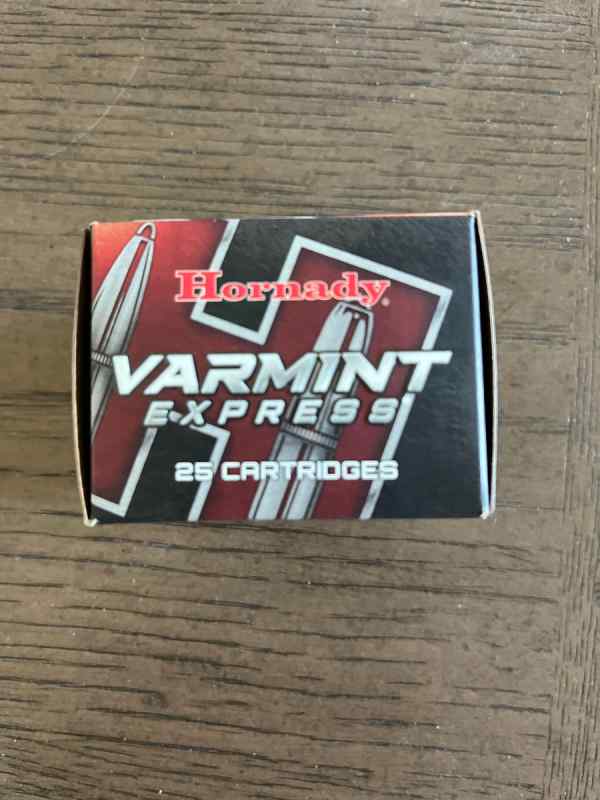 Hornady®
VARMINT
EXPRESS
25 CARTRIDGES